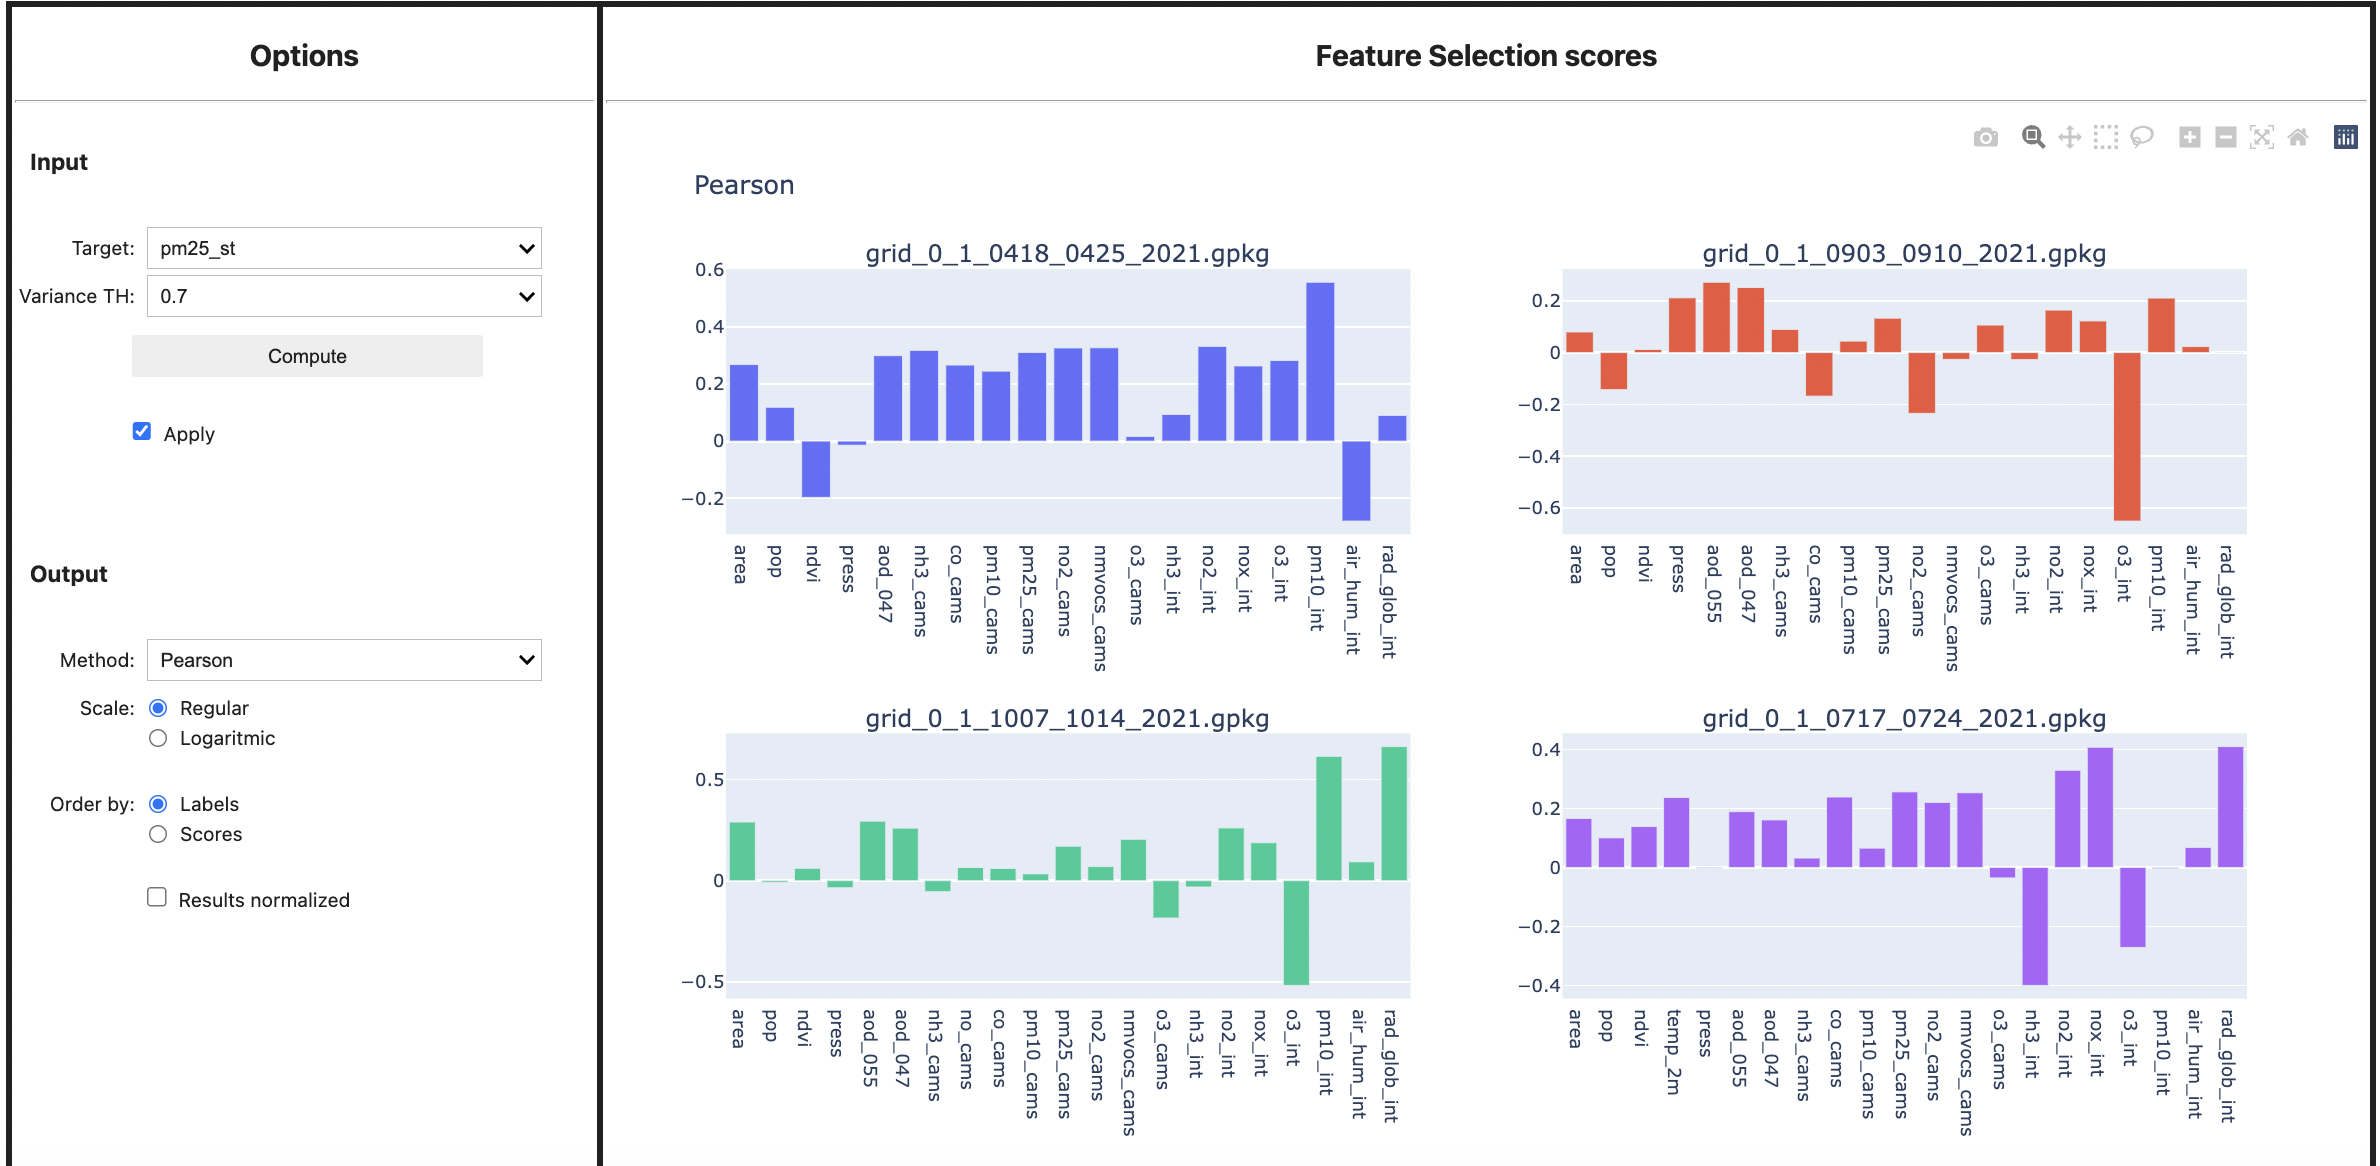 Options
Input
Target: pm25_st
Variance TH: 0.7
Compute
Apply
Output
Method: Pearson
Scale: Regular
Logaritmic
Order by: Labels
Scores
Results normalized
Feature Selection scores
Pearson
grid_0_1_0418_0425_2021.gpkg
0.6
0.4
0.2
0
−0.2
area
pop
ndvi
press
aod_047
nh3_cams
co_cams
pm10_cams
pm25_cams
no2_cams
nmvocs_cams
o3_cams
nh3_int
no2_int
nox_int
o3_int
pm10_int
air_hum_int
rad_glob_int
grid_0_1_0903_0910_2021.gpkg
0.2
0
−0.2
−0.4
−0.6
area
pop
ndvi
press
aod_055
aod_047
nh3_cams
co_cams
pm10_cams
pm25_cams
no2_cams
nmvocs_cams
o3_cams
nh3_int
no2_int
nox_int
o3_int
pm10_int
air_hum_int
rad_glob_int
grid_0_1_1007_1014_2021.gpkg
0.5
0
−0.5
area
pop
ndvi
press
aod_055
aod_047
nh3_cams
no_cams
co_cams
pm10_cams
pm25_cams
no2_cams
nmvocs_cams
o3_cams
nh3_int
no2_int
nox_int
o3_int
pm10_int
air_hum_int
rad_glob_int
grid_0_1_0717_0724_2021.gpkg
0.4
0.2
0
−0.2
−0.4
area
pop
ndvi
temp_2m
press
aod_055
aod_047
nh3_cams
co_cams
pm10_cams
pm25_cams
no2_cams
nmvocs_cams
o3_cams
nh3_int
no2_int
nox_int
o3_int
pm10_int
air_hum_int
rad_glob_int